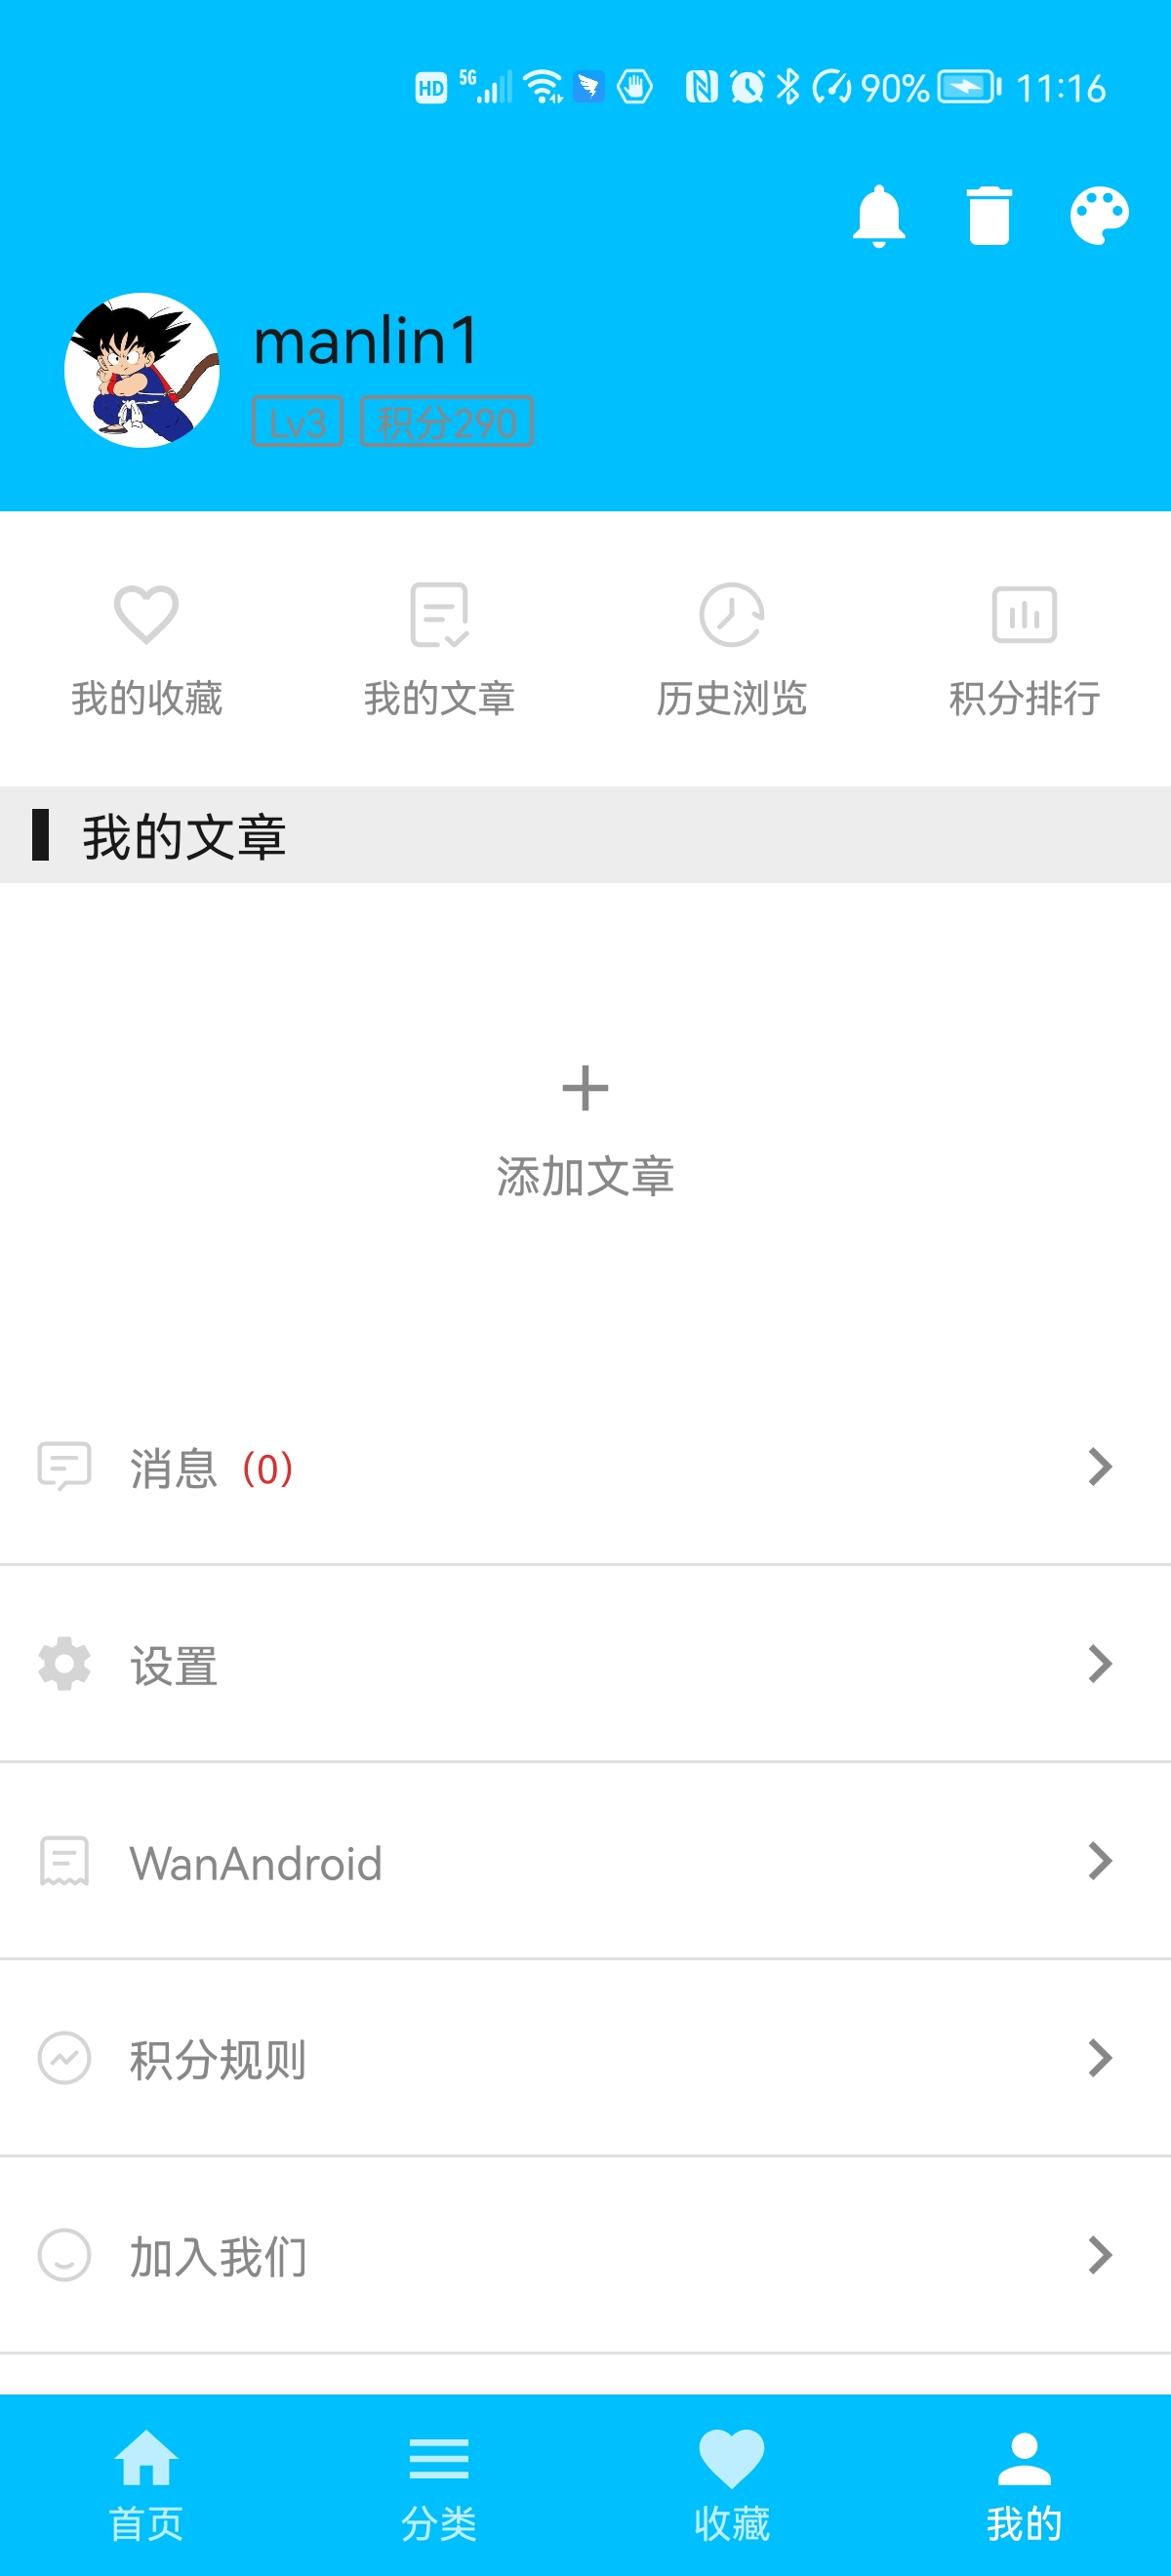 HD 5G 90% 11:16
manlin1
Lv3 积分290
我的收藏 我的文章 历史浏览 积分排行
我的文章
添加文章
消息 (0)
设置
WanAndroid
积分规则
加入我们
首页 分类 收藏 我的